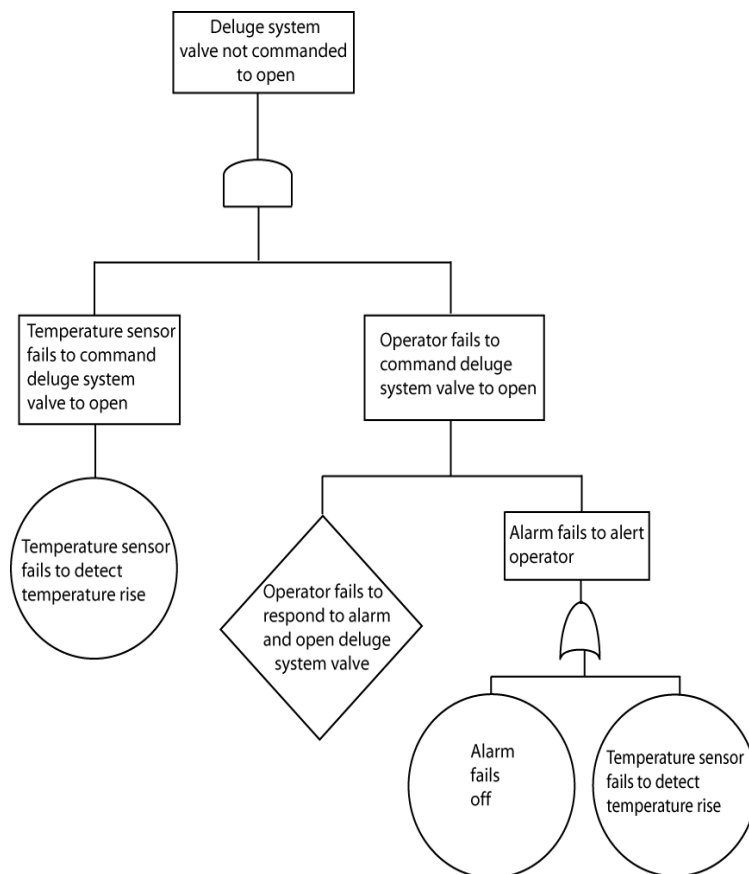 Deluge system
valve not commanded
to open
Temperature sensor
fails to command
deluge system
valve to open
Operator fails to
command deluge
system valve to open
Temperature sensor
fails to detect
temperature rise
Operator fails to
respond to alarm
and open deluge
system valve
Alarm fails to alert
operator
Alarm
fails
off
Temperature sensor
fails to detect
temperature rise